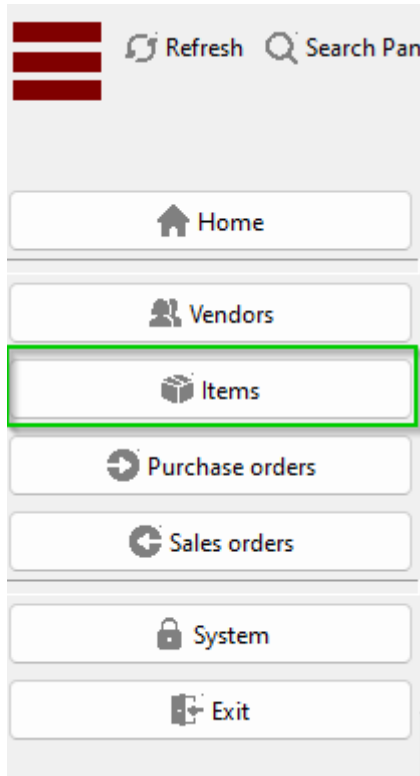 Refresh Search Pan
Home
Vendors
Items
Purchase orders
Sales orders
System
Exit